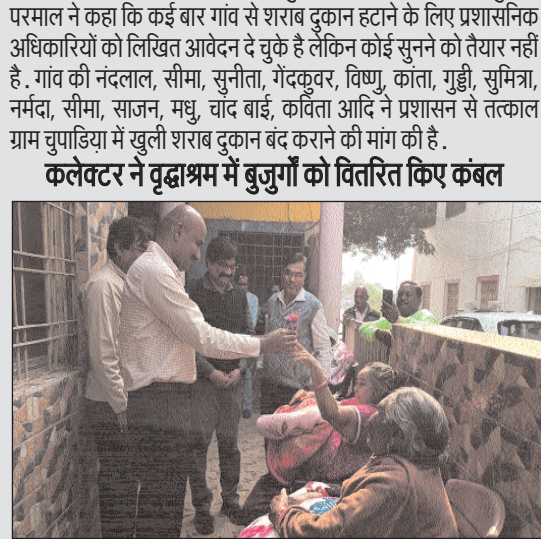 परमाल ने कहा कि कई बार गांव से शराब दुकान हटाने के लिए प्रशासनिक
अधिकारियों को लिखित आवेदन दे चुके है लेकिन कोई सुनने को तैयार नहीं
है. गांव की नंदलाल, सीमा, सुनीता, गेंदकुवर, विष्णु, कांता, गुड्डी, सुमित्रा,
नर्मदा, सीमा, साजन, मधु, चांद बाई, कविता आदि ने प्रशासन से तत्काल
ग्राम चुपाडिय़ा में खुली शराब दुकान बंद कराने की मांग की है.
कलेक्टर ने वृद्धाश्रम में बुजुर्गों को वितरित किए कंबल